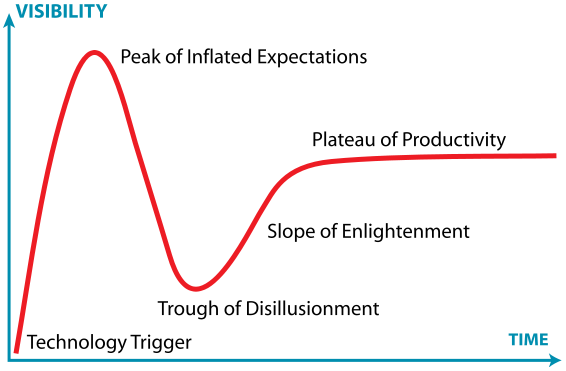 VISIBILITY
Peak of Inflated Expectations
Plateau of Productivity
Slope of Enlightenment
Trough of Disillusionment
Technology Trigger
TIME